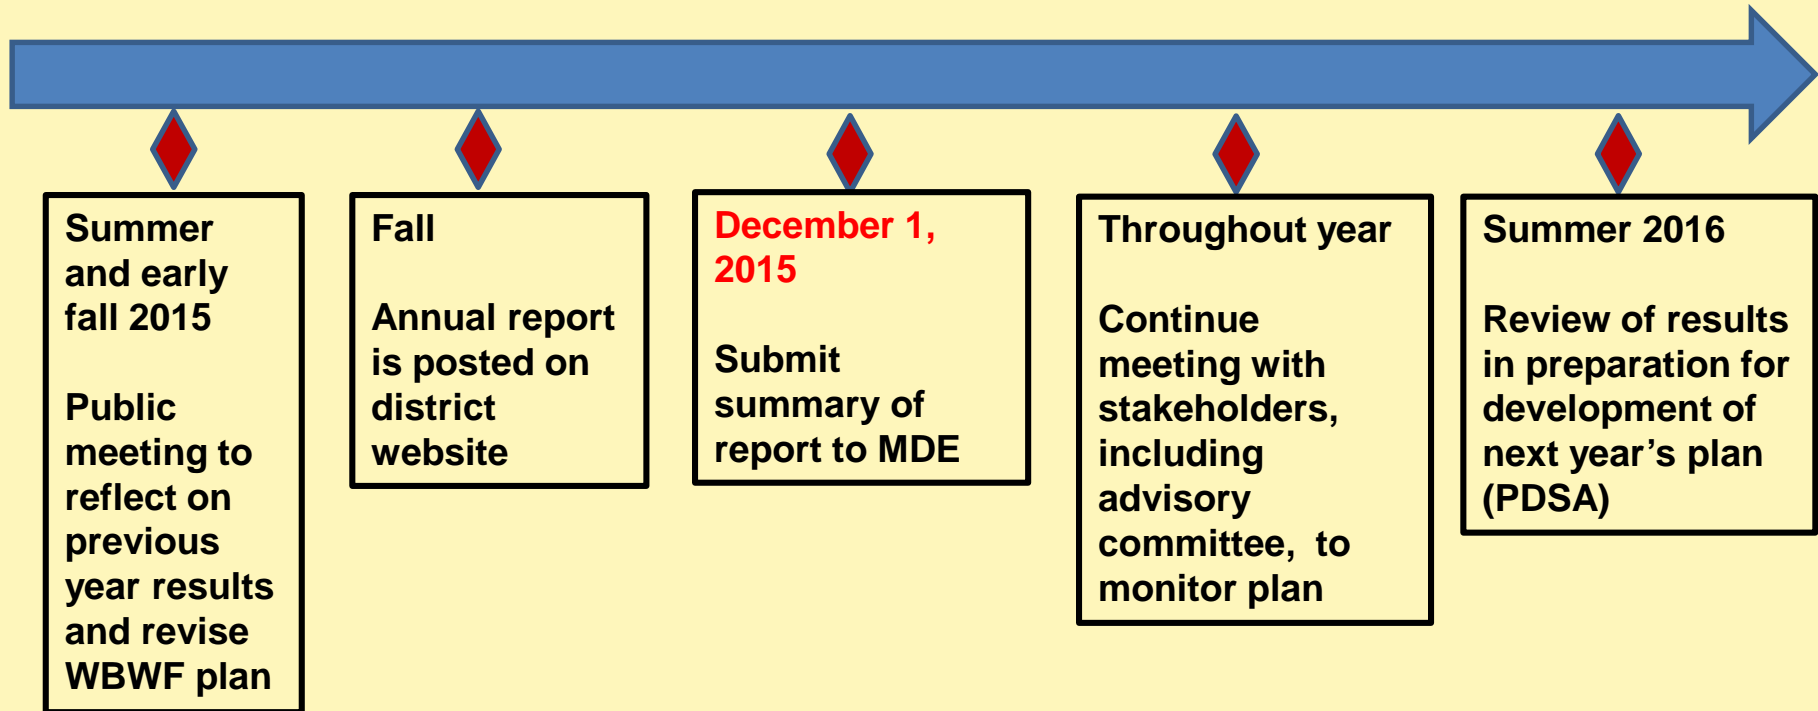 Summer
and early
fall 2015
Public
meeting to
reflect on
previous
year results
and revise
WBWF plan
Fall
Annual report
is posted on
district
website
December 1,
2015
Submit
summary of
report to MDE
Throughout year
Continue
meeting with
stakeholders,
including
advisory
committee,  to
monitor plan
Summer 2016
Review of results
in preparation for
development of
next year’s plan
(PDSA)